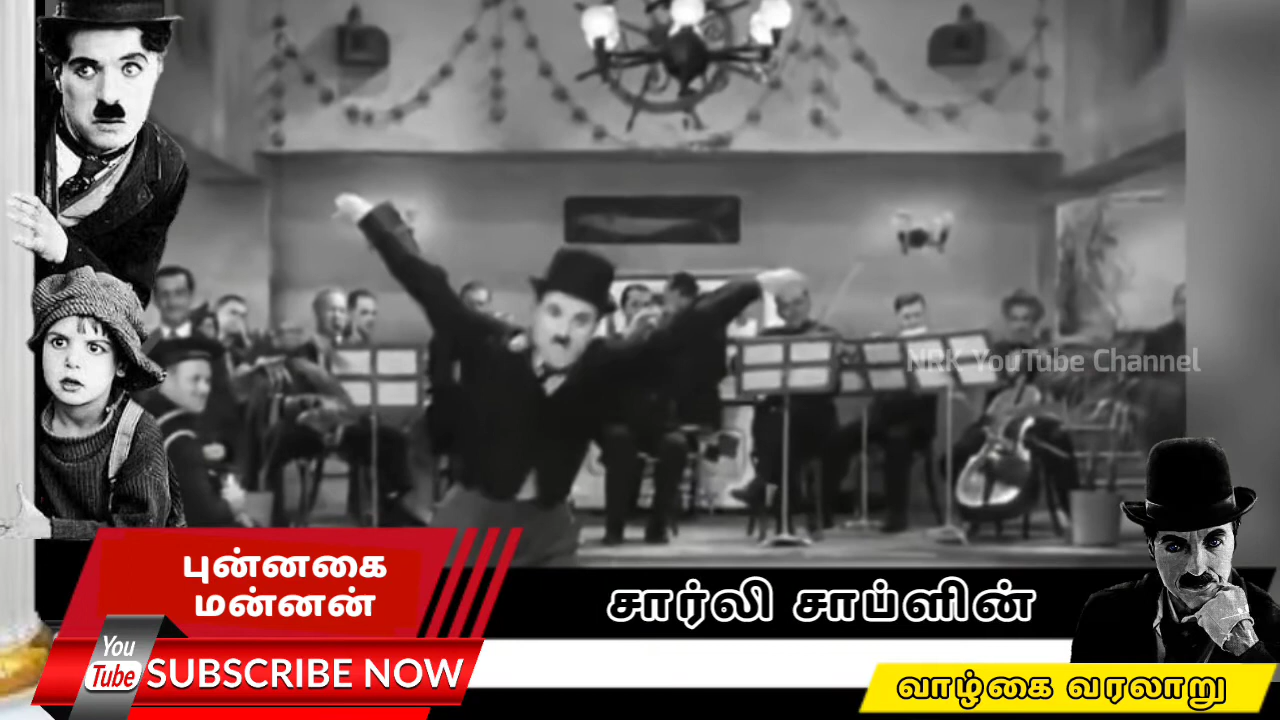 NRK YouTube Channel
புன்னகை
மன்னன்
சார்லி சாப்ளின்
You
Tube
SUBSCRIBE NOW
வாழ்கை வரலாறு